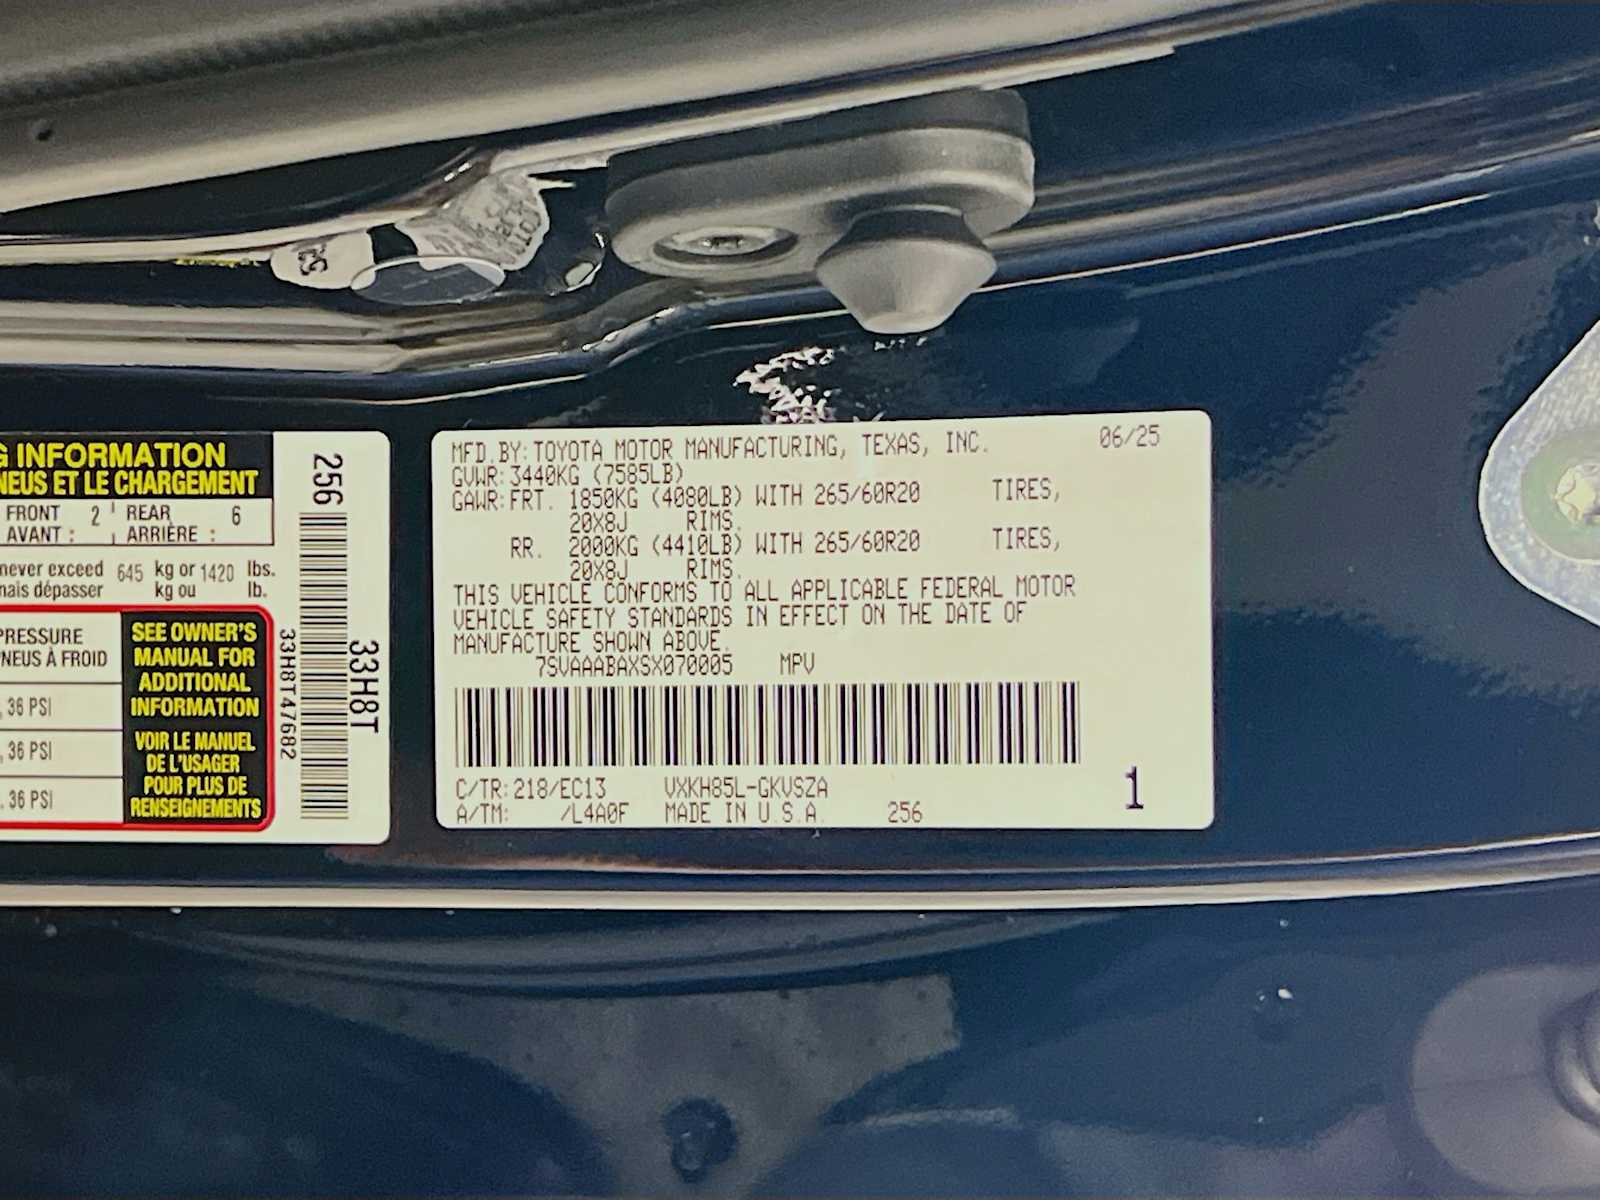 G INFORMATION
NEUS ET LE CHARGEMENT
FRONT 2 REAR 6
AVANT : ARRIÈRE :
never exceed 645 kg or 1420 lbs.
mais dépasser kg ou lb.
PRESSURE
NEUS À FROID
, 36 PSI
, 36 PSI
, 36 PSI
SEE OWNER'S
MANUAL FOR
ADDITIONAL
INFORMATION
VOIR LE MANUEL
DE L'USAGER
POUR PLUS DE
RENSEIGNEMENTS
256
33H8T
33H8T47682
MFD.BY: TOYOTA MOTOR MANUFACTURING, TEXAS, INC. 06/25
GVWR: 3440KG (7585LB)
GAWR: FRT. 1850KG (4080LB) WITH 265/60R20 TIRES,
20X8J RIMS.
RR. 2000KG (4410LB) WITH 265/60R20 TIRES,
20X8J RIMS.
THIS VEHICLE CONFORMS TO ALL APPLICABLE FEDERAL MOTOR
VEHICLE SAFETY STANDARDS IN EFFECT ON THE DATE OF
MANUFACTURE SHOWN ABOVE.
7SVAAABAXSX070005 MPV
C/TR: 218/EC13 VXKH85L-GKVSZA
A/TM: /L4A0F MADE IN U.S.A. 256
1